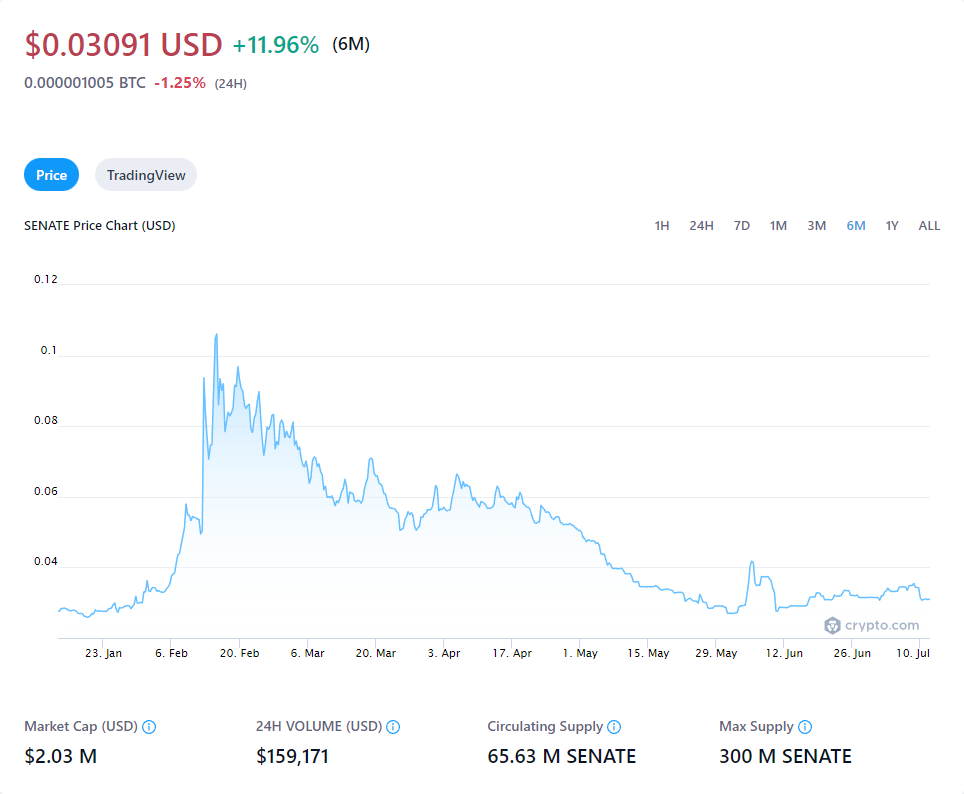 $0.03091 USD +11.96% (6M)
0.000001005 BTC -1.25% (24H)
Price TradingView
SENATE Price Chart (USD) 1H 24H 7D 1M 3M 6M 1Y ALL
0.12
0.1
0.08
0.06
0.04
crypto.com
23. Jan 6. Feb 20. Feb 6. Mar 20. Mar 3. Apr 17. Apr 1. May 15. May 29. May 12. Jun 26. Jun 10. Jul
Market Cap (USD) 24H VOLUME (USD) Circulating Supply Max Supply
$2.03 M $159,171 65.63 M SENATE 300 M SENATE